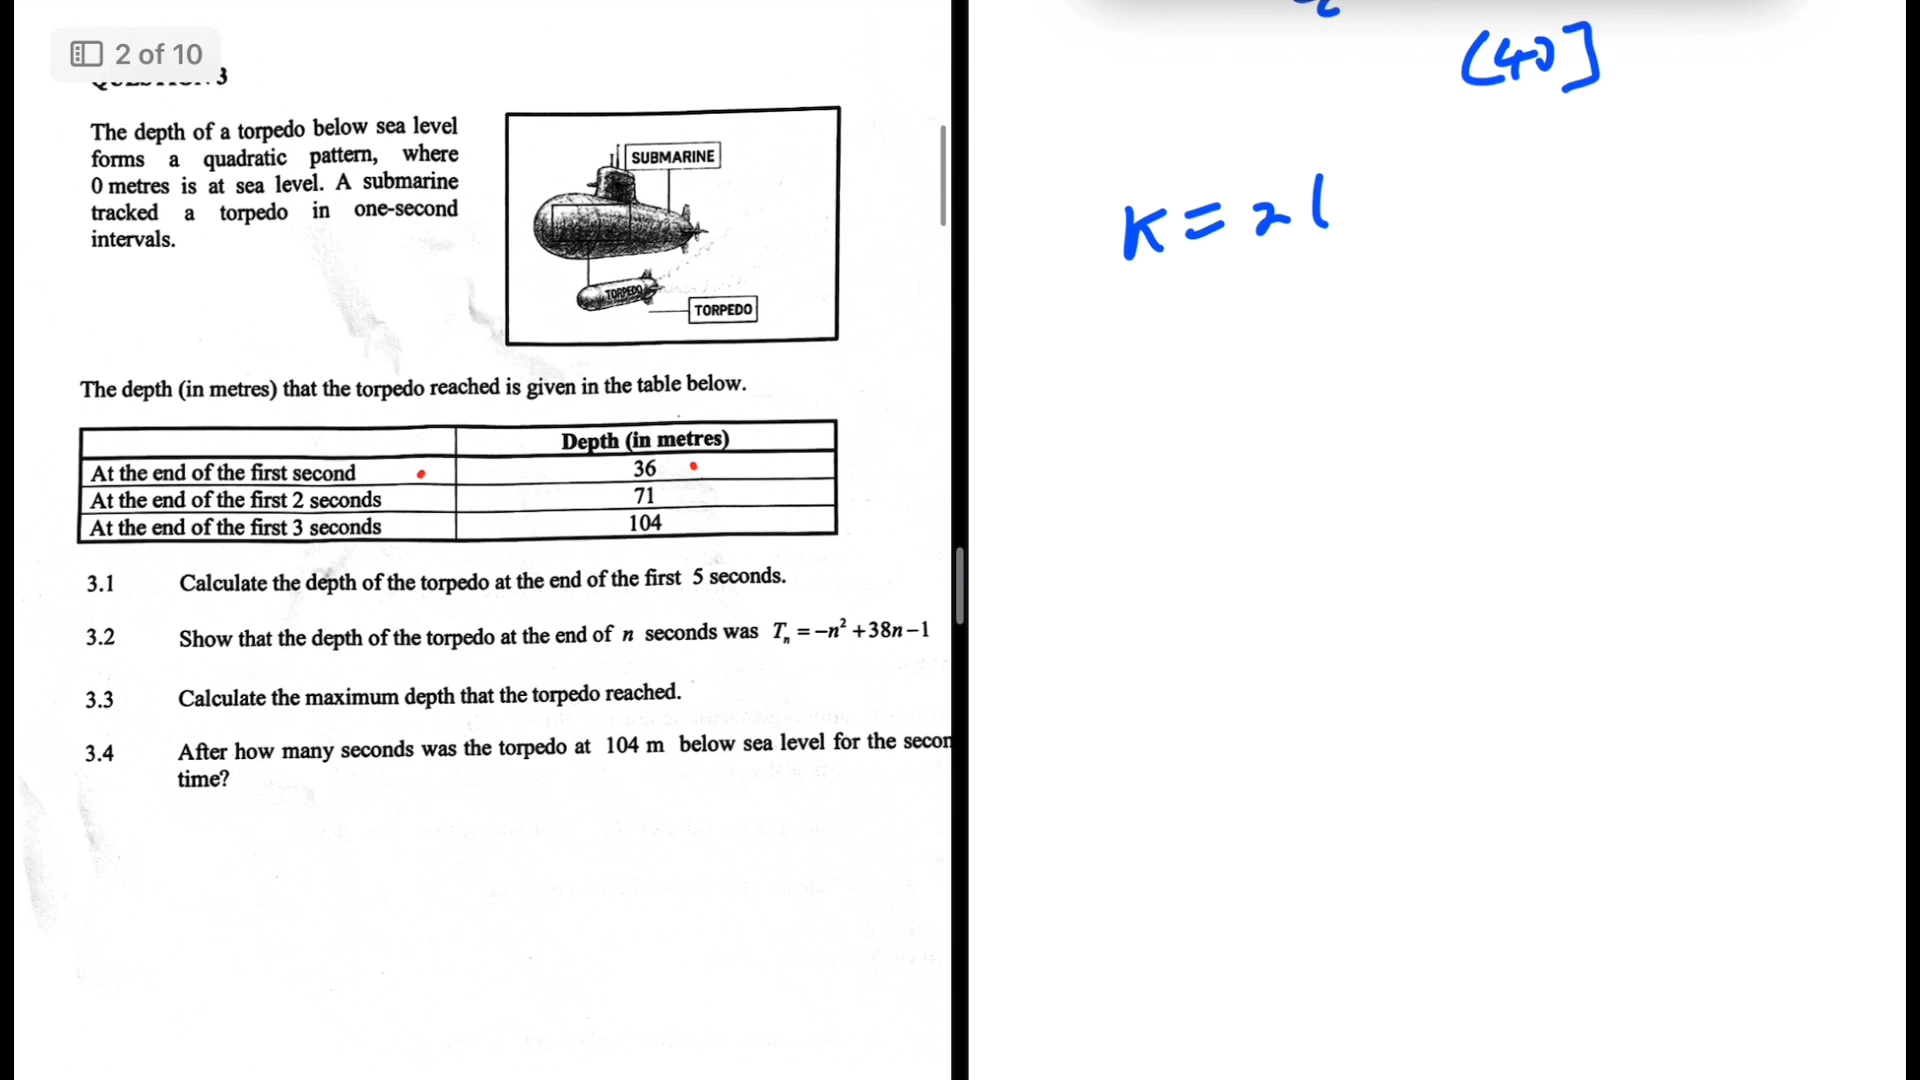 2 of 10
3
The depth of a torpedo below sea level
forms a quadratic pattern, where
0 metres is at sea level. A submarine
tracked a torpedo in one-second
intervals.
SUBMARINE
TORPEDO
TORPEDO
The depth (in metres) that the torpedo reached is given in the table below.
Depth (in metres)
At the end of the first second 36
At the end of the first 2 seconds 71
At the end of the first 3 seconds 104
3.1 Calculate the depth of the torpedo at the end of the first 5 seconds.
3.2 Show that the depth of the torpedo at the end of n seconds was Tₙ = −n² + 38n − 1
3.3 Calculate the maximum depth that the torpedo reached.
3.4 After how many seconds was the torpedo at 104 m below sea level for the secon
time?
(40]
K = 21